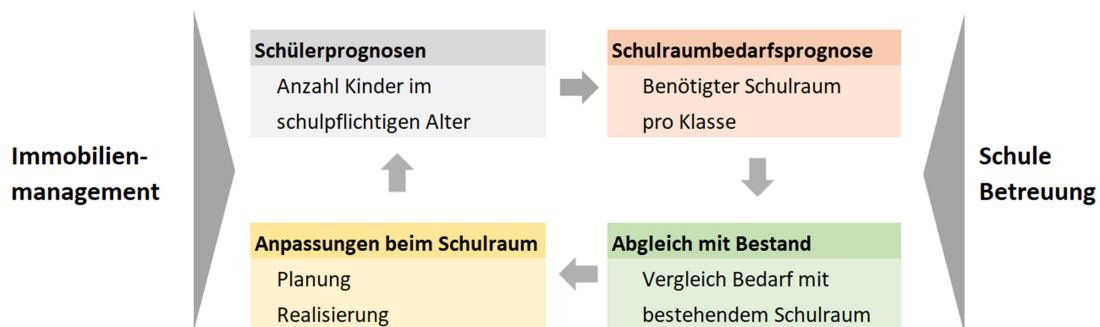 Immobilien-
management
Schülerprognosen
Anzahl Kinder im
schulpflichtigen Alter
Schulraumbedarfsprognose
Benötigter Schulraum
pro Klasse
Anpassungen beim Schulraum
Planung
Realisierung
Abgleich mit Bestand
Vergleich Bedarf mit
bestehendem Schulraum
Schule
Betreuung